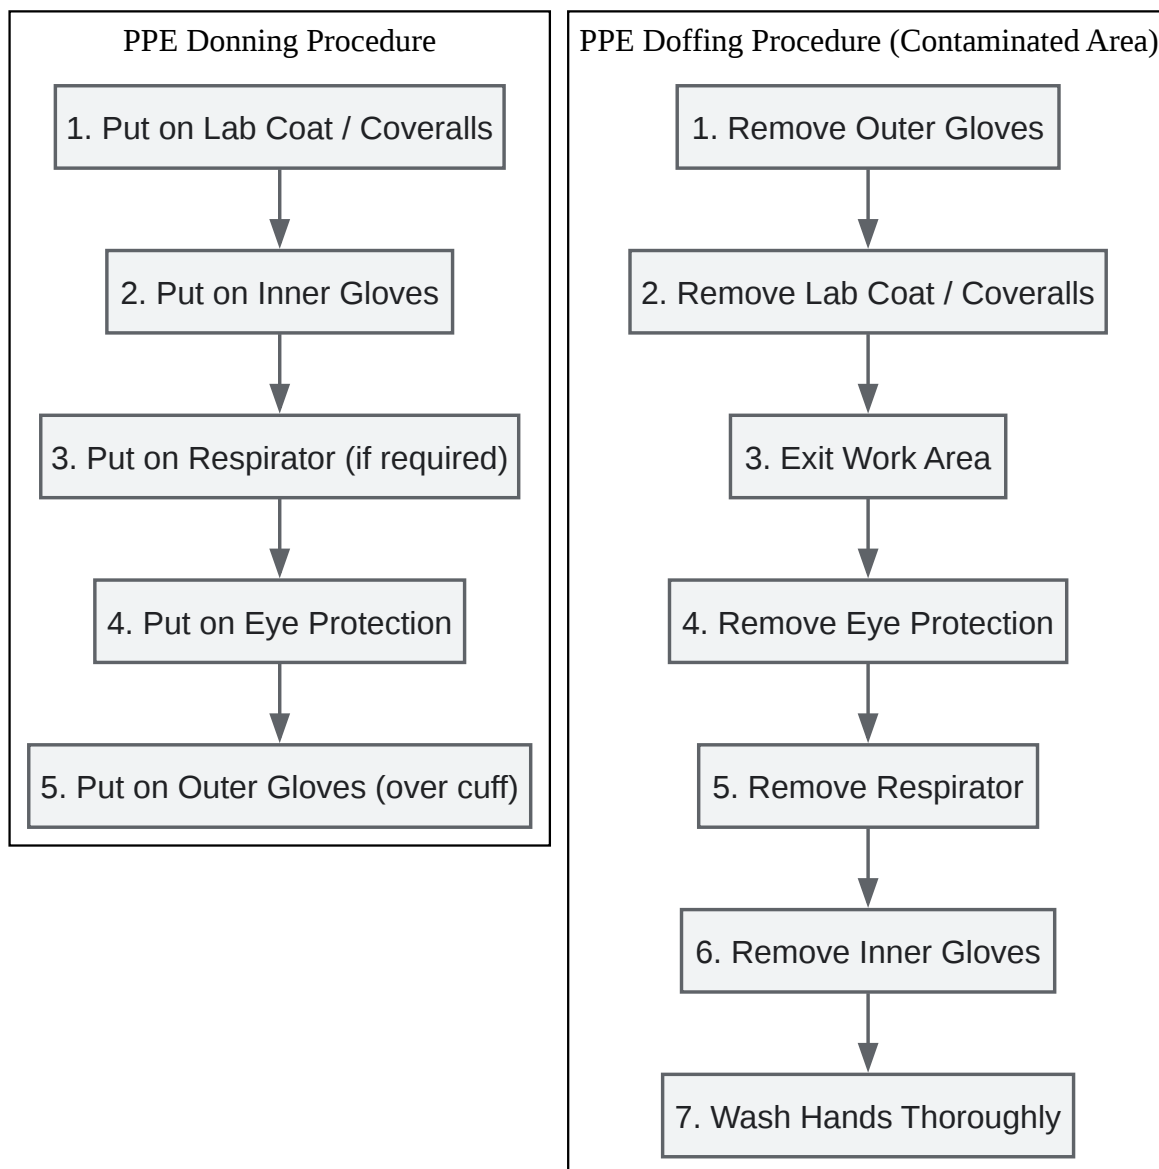 PPE Donning Procedure
1. Put on Lab Coat / Coveralls
2. Put on Inner Gloves
3. Put on Respirator (if required)
4. Put on Eye Protection
5. Put on Outer Gloves (over cuff)
PPE Doffing Procedure (Contaminated Area)
1. Remove Outer Gloves
2. Remove Lab Coat / Coveralls
3. Exit Work Area
4. Remove Eye Protection
5. Remove Respirator
6. Remove Inner Gloves
7. Wash Hands Thoroughly